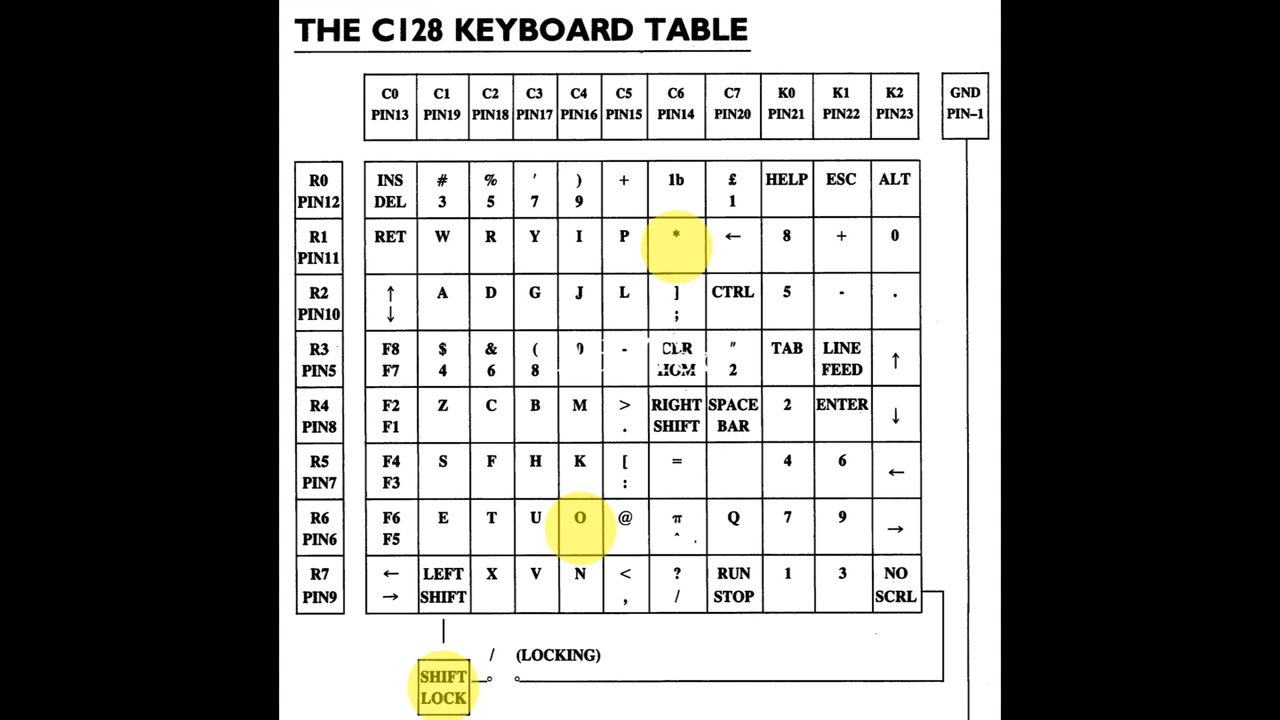 THE C128 KEYBOARD TABLE
C0 C1 C2 C3 C4 C5 C6 C7 K0 K1 K2 GND
PIN13 PIN19 PIN18 PIN17 PIN16 PIN15 PIN14 PIN20 PIN21 PIN22 PIN23 PIN–1
R0 INS # % ' ) + 1b £ HELP ESC ALT
PIN12 DEL 3 5 7 9 1
R1 RET W R Y I P * ← 8 + 0
PIN11
R2 ↑ A D G J L ] CTRL 5 - .
PIN10 ↓ ;
R3 F8 $ & ( - CLR " TAB LINE ↑
PIN5 F7 4 6 8 HOM 2 FEED
R4 F2 Z C B M > RIGHT SPACE 2 ENTER ↓
PIN8 F1 . SHIFT BAR
R5 F4 S F H K [ = 4 6 ←
PIN7 F3 :
R6 F6 E T U O @ π Q 7 9 →
PIN6 F5 ^
R7 ← LEFT X V N < ? RUN 1 3 NO
PIN9 → SHIFT , / STOP SCRL
/ (LOCKING)
SHIFT
LOCK